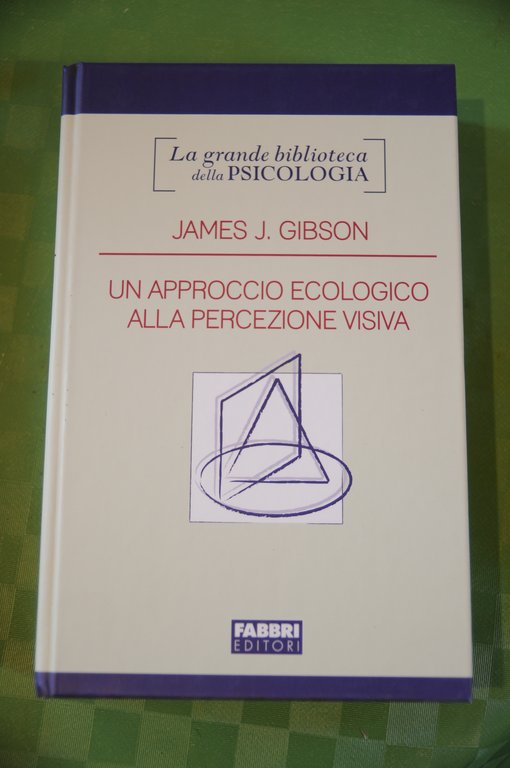 La grande biblioteca
della PSICOLOGIA
JAMES J. GIBSON
UN APPROCCIO ECOLOGICO
ALLA PERCEZIONE VISIVA
FABBRI
EDITORI